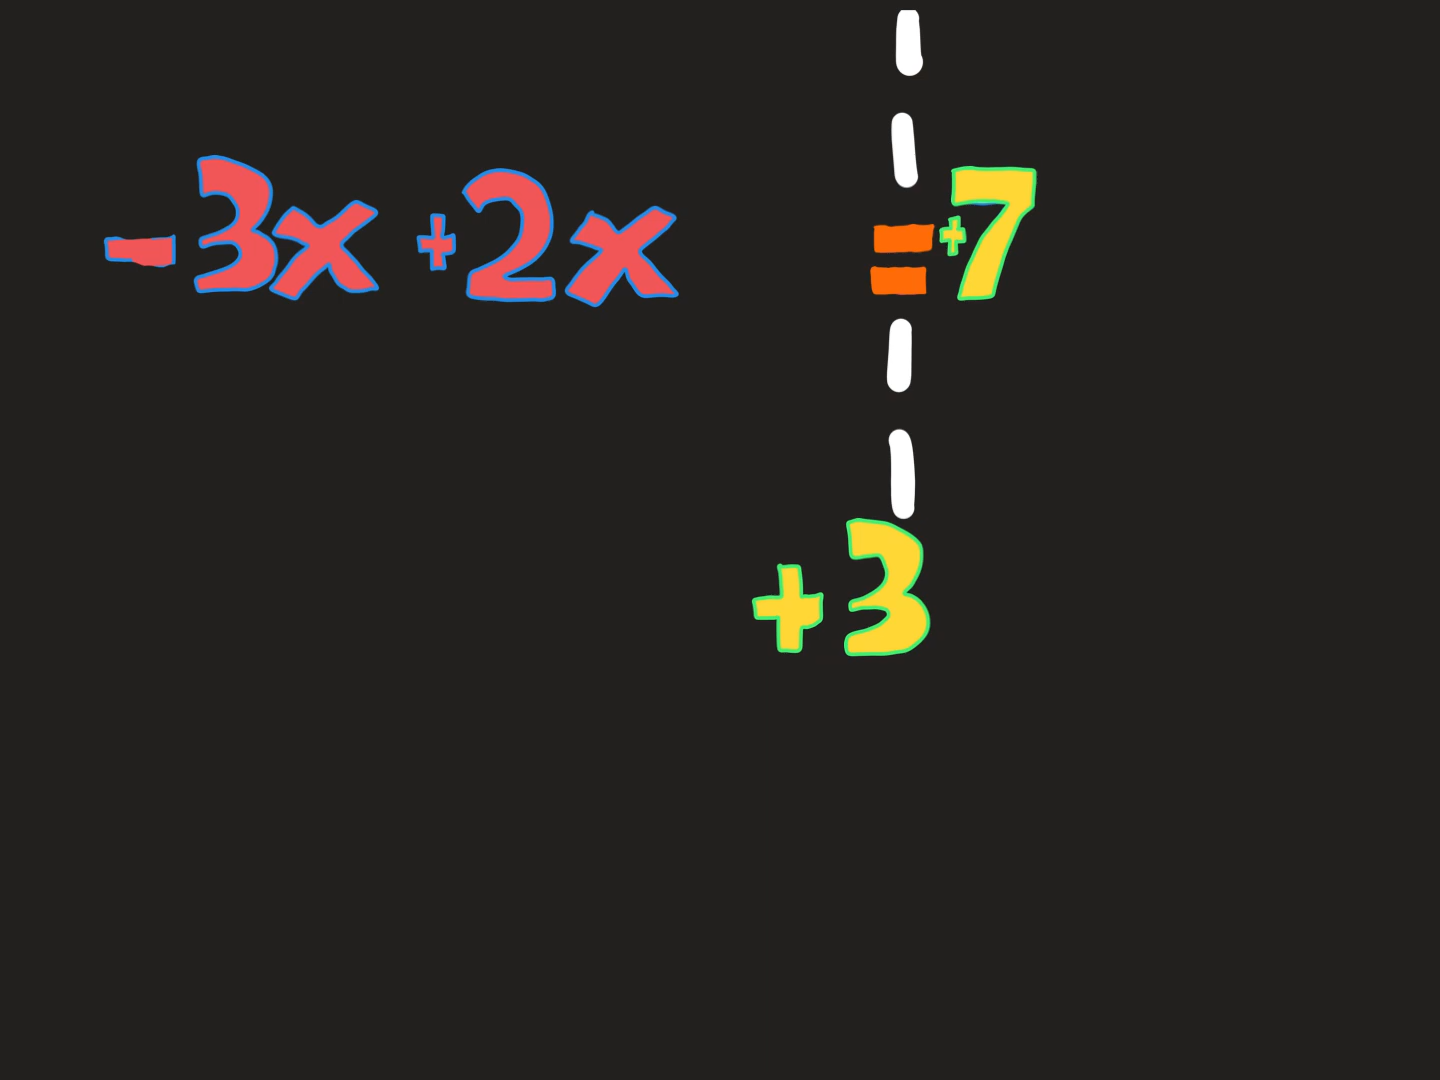 -3x +2x = +7
+3